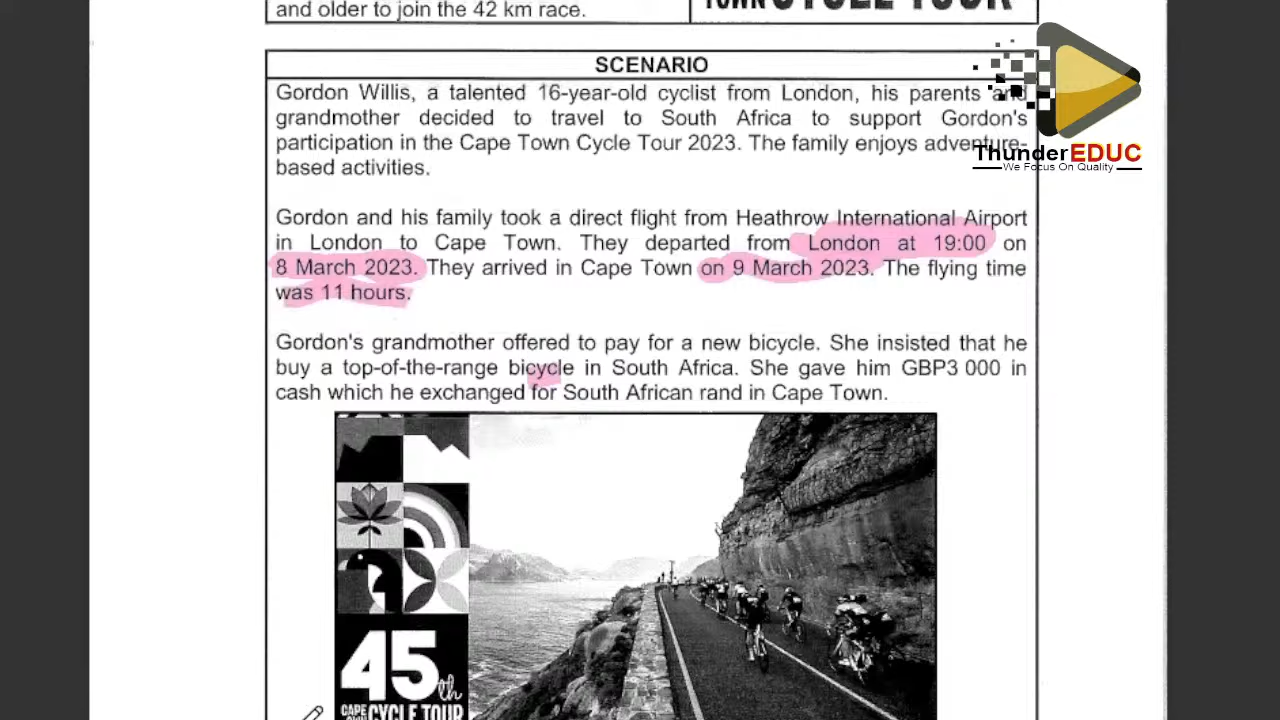 and older to join the 42 km race.
TOWN CYCLE TOUR
SCENARIO
Gordon Willis, a talented 16-year-old cyclist from London, his parents and
grandmother decided to travel to South Africa to support Gordon's
participation in the Cape Town Cycle Tour 2023. The family enjoys adventure-
based activities.
ThunderEDUC
We Focus On Quality
Gordon and his family took a direct flight from Heathrow International Airport
in London to Cape Town. They departed from London at 19:00 on
8 March 2023. They arrived in Cape Town on 9 March 2023. The flying time
was 11 hours.
Gordon's grandmother offered to pay for a new bicycle. She insisted that he
buy a top-of-the-range bicycle in South Africa. She gave him GBP3 000 in
cash which he exchanged for South African rand in Cape Town.
45th
CAPE TOWN CYCLE TOUR